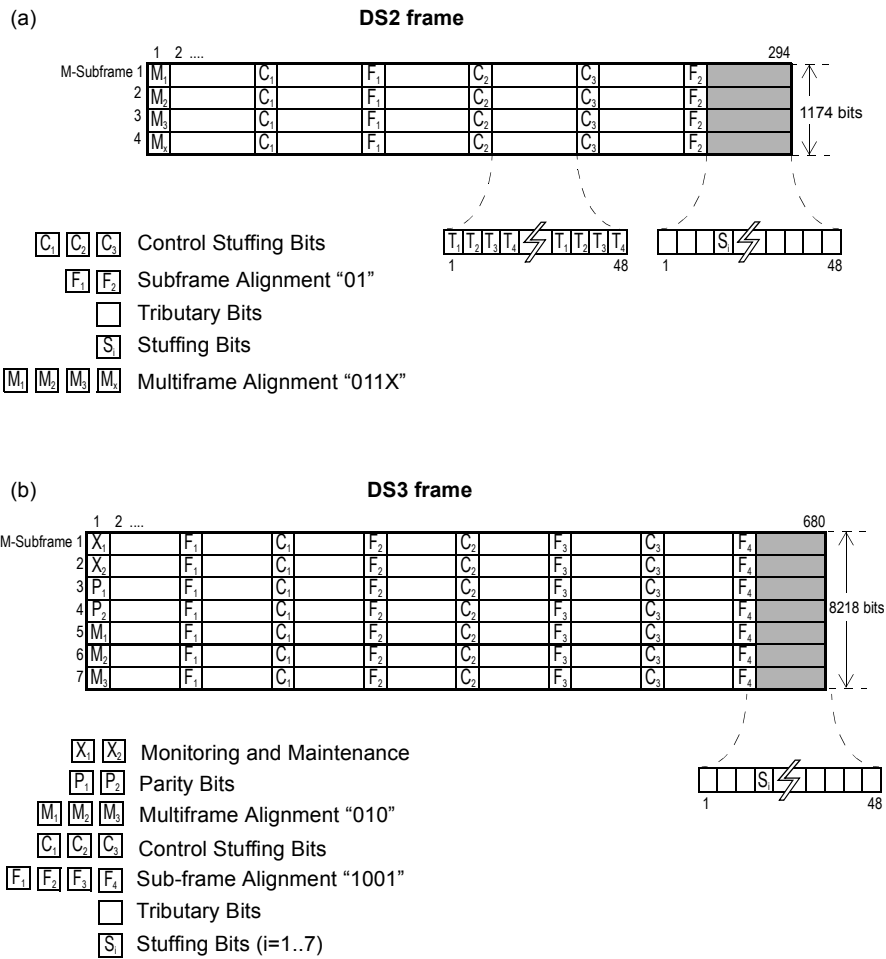 (a) DS2 frame
1 2 .... 294
M-Subframe 1 M₁ C₁ F₁ C₂ C₃ F₂
2 M₂ C₁ F₁ C₂ C₃ F₂
3 M₃ C₁ F₁ C₂ C₃ F₂
4 Mₓ C₁ F₁ C₂ C₃ F₂
1174 bits
T₁ T₂ T₃ T₄ T₁ T₂ T₃ T₄
1 48
Sᵢ
1 48
C₁ C₂ C₃ Control Stuffing Bits
F₁ F₂ Subframe Alignment “01”
Tributary Bits
Sᵢ Stuffing Bits
M₁ M₂ M₃ Mₓ Multiframe Alignment “011X”
(b) DS3 frame
1 2 .... 680
M-Subframe 1 X₁ F₁ C₁ F₂ C₂ F₃ C₃ F₄
2 X₂ F₁ C₁ F₂ C₂ F₃ C₃ F₄
3 P₁ F₁ C₁ F₂ C₂ F₃ C₃ F₄
4 P₂ F₁ C₁ F₂ C₂ F₃ C₃ F₄
5 M₁ F₁ C₁ F₂ C₂ F₃ C₃ F₄
6 M₂ F₁ C₁ F₂ C₂ F₃ C₃ F₄
7 M₃ F₁ C₁ F₂ C₂ F₃ C₃ F₄
8218 bits
Sᵢ
1 48
X₁ X₂ Monitoring and Maintenance
P₁ P₂ Parity Bits
M₁ M₂ M₃ Multiframe Alignment “010”
C₁ C₂ C₃ Control Stuffing Bits
F₁ F₂ F₃ F₄ Sub-frame Alignment “1001”
Tributary Bits
Sᵢ Stuffing Bits (i=1..7)